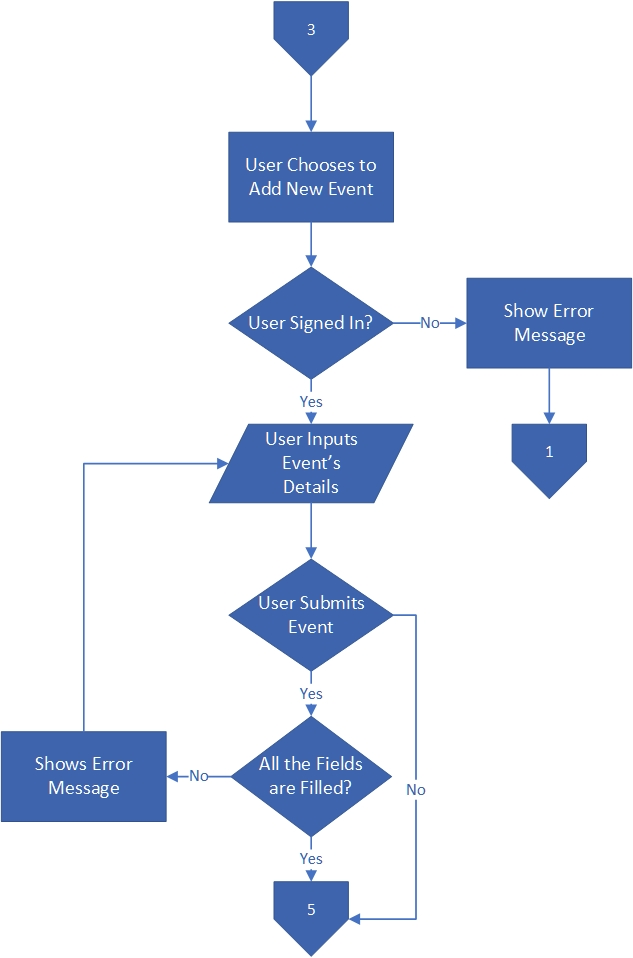 3
User Chooses to
Add New Event
User Signed In?
No
Show Error
Message
Yes
1
User Inputs
Event’s
Details
User Submits
Event
Yes
All the Fields
are Filled?
No
Shows Error
Message
No
Yes
5